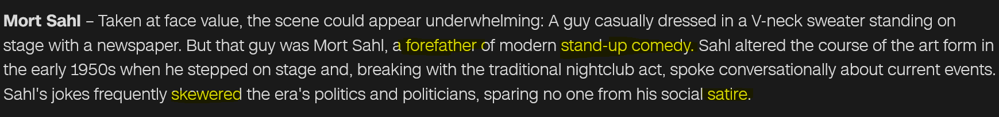 Mort Sahl – Taken at face value, the scene could appear underwhelming: A guy casually dressed in a V-neck sweater standing on
stage with a newspaper. But that guy was Mort Sahl, a forefather of modern stand-up comedy. Sahl altered the course of the art form in
the early 1950s when he stepped on stage and, breaking with the traditional nightclub act, spoke conversationally about current events.
Sahl's jokes frequently skewered the era's politics and politicians, sparing no one from his social satire.